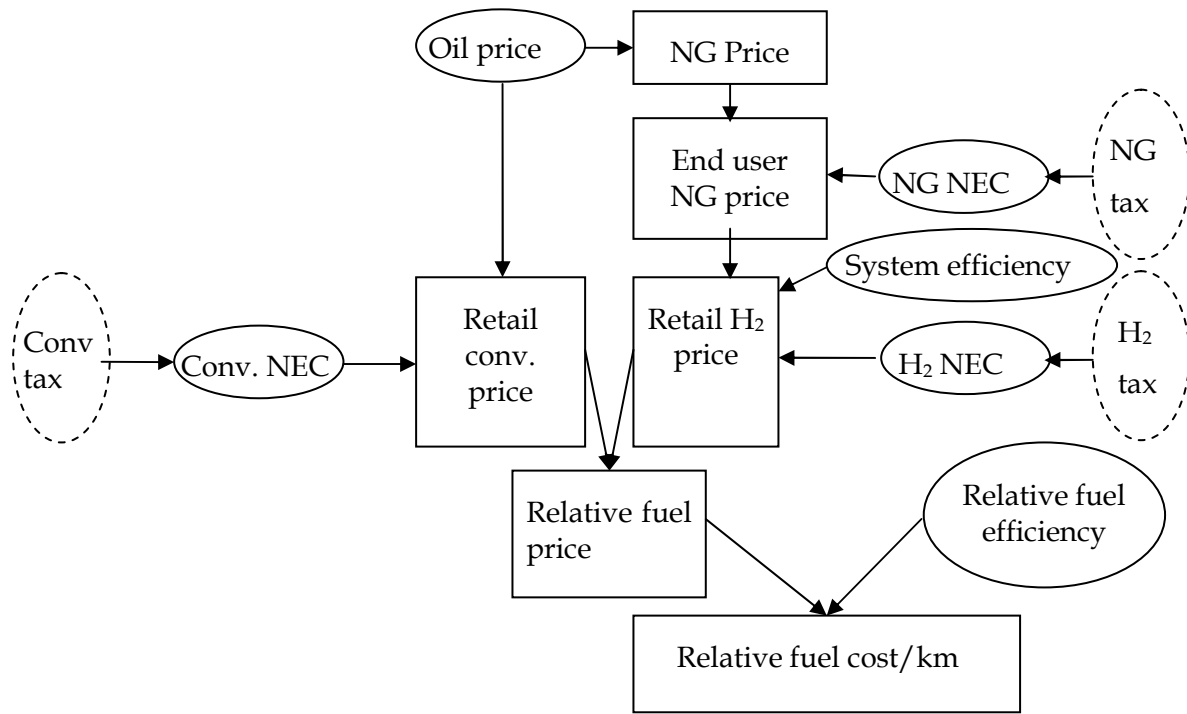 Oil price
NG Price
End user
NG price
NG NEC
NG
tax
System efficiency
Conv
tax
Conv. NEC
Retail
conv.
price
Retail H₂
price
H₂ NEC
H₂
tax
Relative fuel
price
Relative fuel
efficiency
Relative fuel cost/km